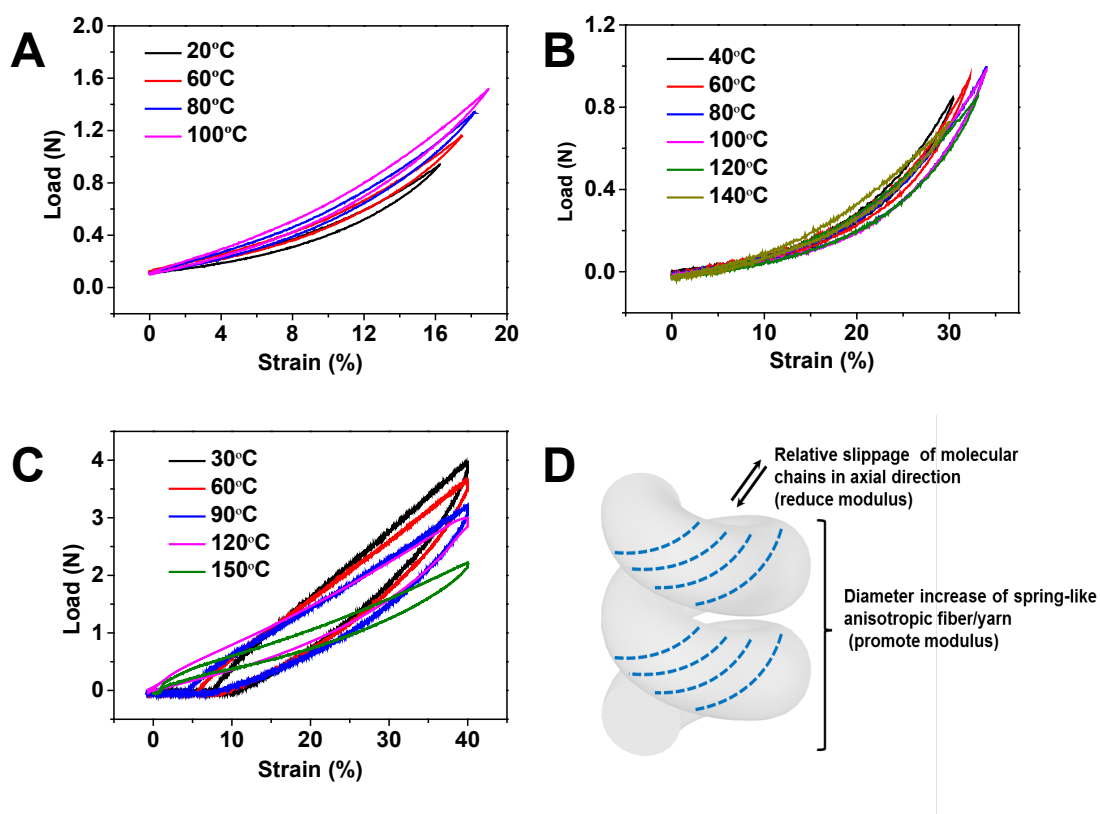 A
2.0
1.6
1.2
0.8
0.4
0.0
Load (N)
20°C
60°C
80°C
100°C
0 4 8 12 16 20
Strain (%)
B
1.2
0.8
0.4
0.0
Load (N)
40°C
60°C
80°C
100°C
120°C
140°C
0 10 20 30
Strain (%)
C
4
3
2
1
0
Load (N)
30°C
60°C
90°C
120°C
150°C
0 10 20 30 40
Strain (%)
D
Relative slippage of molecular
chains in axial direction
(reduce modulus)
Diameter increase of spring-like
anisotropic fiber/yarn
(promote modulus)